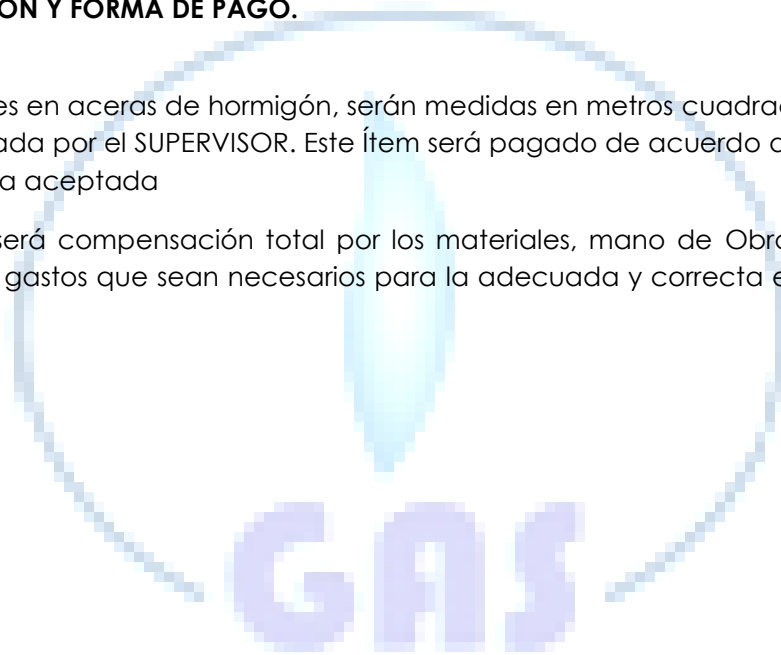 ON Y FORMA DE PAGO.
es en aceras de hormigón, serán medidas en metros cuadra
ada por el SUPERVISOR. Este Ítem será pagado de acuerdo
a aceptada
será compensación total por los materiales, mano de Obr
gastos que sean necesarios para la adecuada y correcta e
GAS